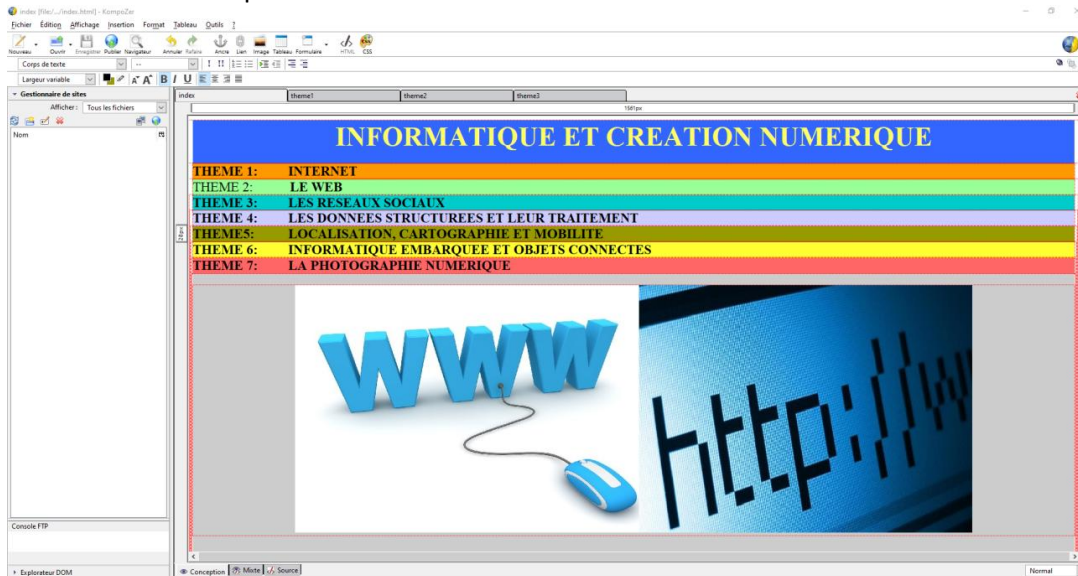 index [file:/.../index.html] - KompoZer
Fichier Édition Affichage Insertion Format Tableau Outils ?
Nouveau Ouvrir Enregistrer Publier Navigateur Annuler Refaire Ancre Lien Image Tableau Formulaire HTML CSS
Corps de texte --
Largeur variable A A B I U
Gestionnaire de sites
index theme1 theme2 theme3
Afficher : Tous les fichiers
1661px
Nom
INFORMATIQUE ET CREATION NUMERIQUE
THEME 1: INTERNET
THEME 2: LE WEB
THEME 3: LES RESEAUX SOCIAUX
THEME 4: LES DONNEES STRUCTUREES ET LEUR TRAITEMENT
THEME5: LOCALISATION, CARTOGRAPHIE ET MOBILITE
THEME 6: INFORMATIQUE EMBARQUEE ET OBJETS CONNECTES
THEME 7: LA PHOTOGRAPHIE NUMERIQUE
WWW
http://ww
Console FTP
Explorateur DOM
Conception Mixte Source
Normal